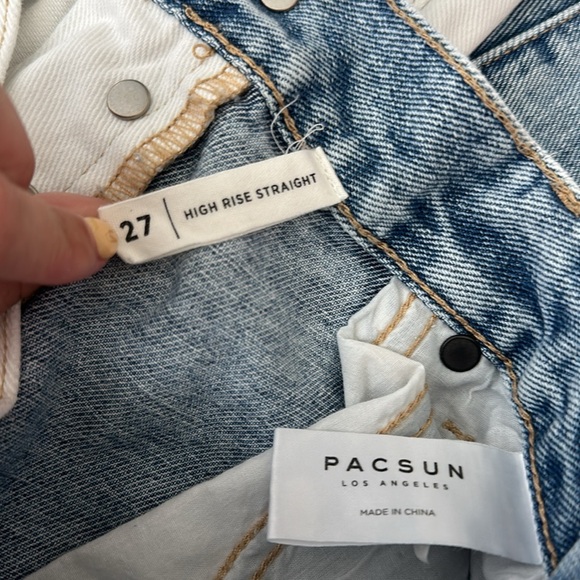 27 | HIGH RISE STRAIGHT
PACSUN
LOS ANGELES
MADE IN CHINA